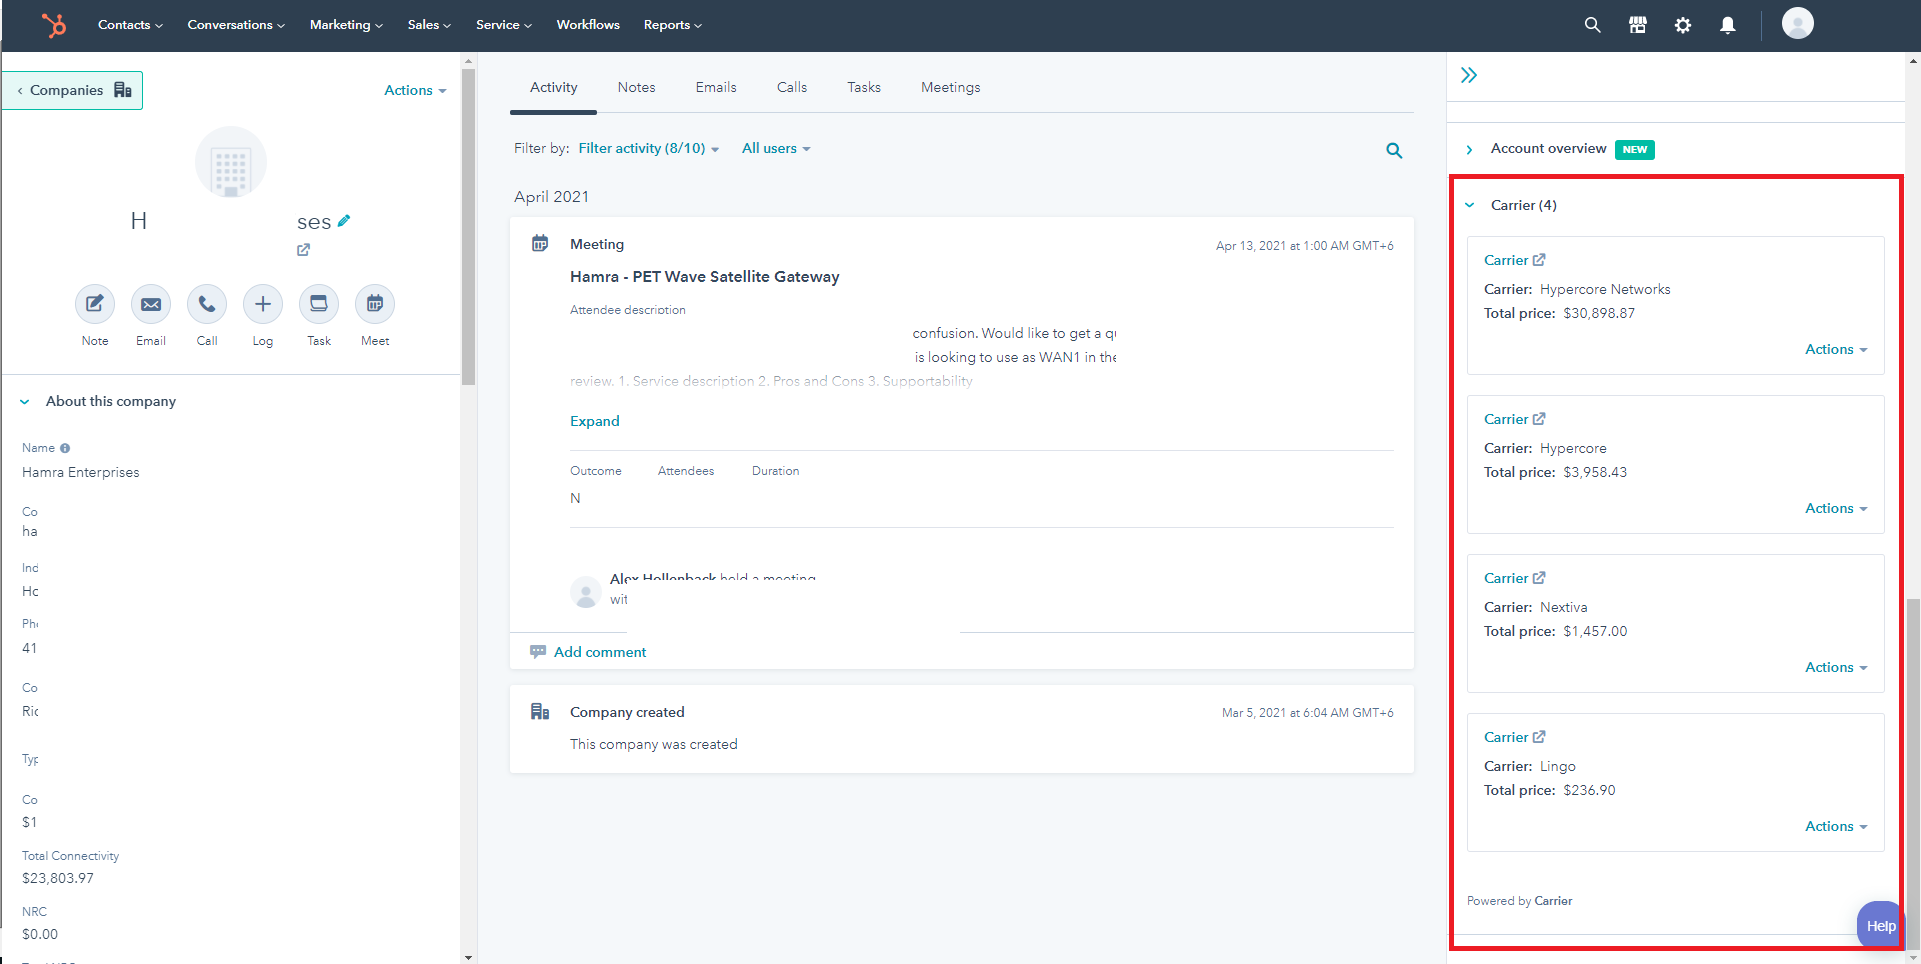 Contacts
Conversations
Marketing
Sales
Service
Workflows
Reports
Companies
Actions
H ses
Note
Email
Call
Log
Task
Meet
About this company
Name
Hamra Enterprises
Co
ha
Ind
Ho
41
Co
Co
$1
Total Connectivity
$23,803.97
NRC
$0.00
Activity
Notes
Emails
Calls
Tasks
Meetings
Filter by: Filter activity (8/10) All users
April 2021
Meeting
Apr 13, 2021 at 1:00 AM GMT+6
Hamra - PET Wave Satellite Gateway
Attendee description
confusion. Would like to get a
is looking to use as WAN1 in the
review. 1. Service description 2. Pros and Cons 3. Supportability
Expand
Outcome Attendees Duration
N
Alex Hollenback held a meeting
wit
Add comment
Company created
Mar 5, 2021 at 6:04 AM GMT+6
This company was created
Account overview NEW
Carrier (4)
Carrier
Carrier: Hypercore Networks
Total price: $30,898.87
Actions
Carrier
Carrier: Hypercore
Total price: $3,958.43
Actions
Carrier
Carrier: Nextiva
Total price: $1,457.00
Actions
Carrier
Carrier: Lingo
Total price: $236.90
Actions
Powered by Carrier
Help